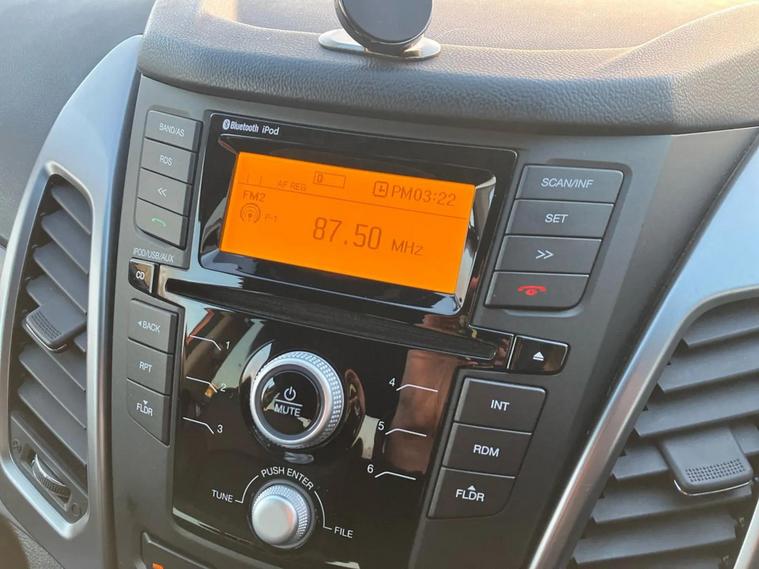 Bluetooth iPod
BAND/AS
RDS
<<
AF REG
PM03:22
FM2
P-1
87.50 MHz
SCAN/INF
SET
>>
iPOD/USB/AUX
CD
BACK
RPT
FLDR
1
2
3
MUTE
4
5
6
PUSH ENTER
TUNE
FILE
INT
RDM
FLDR